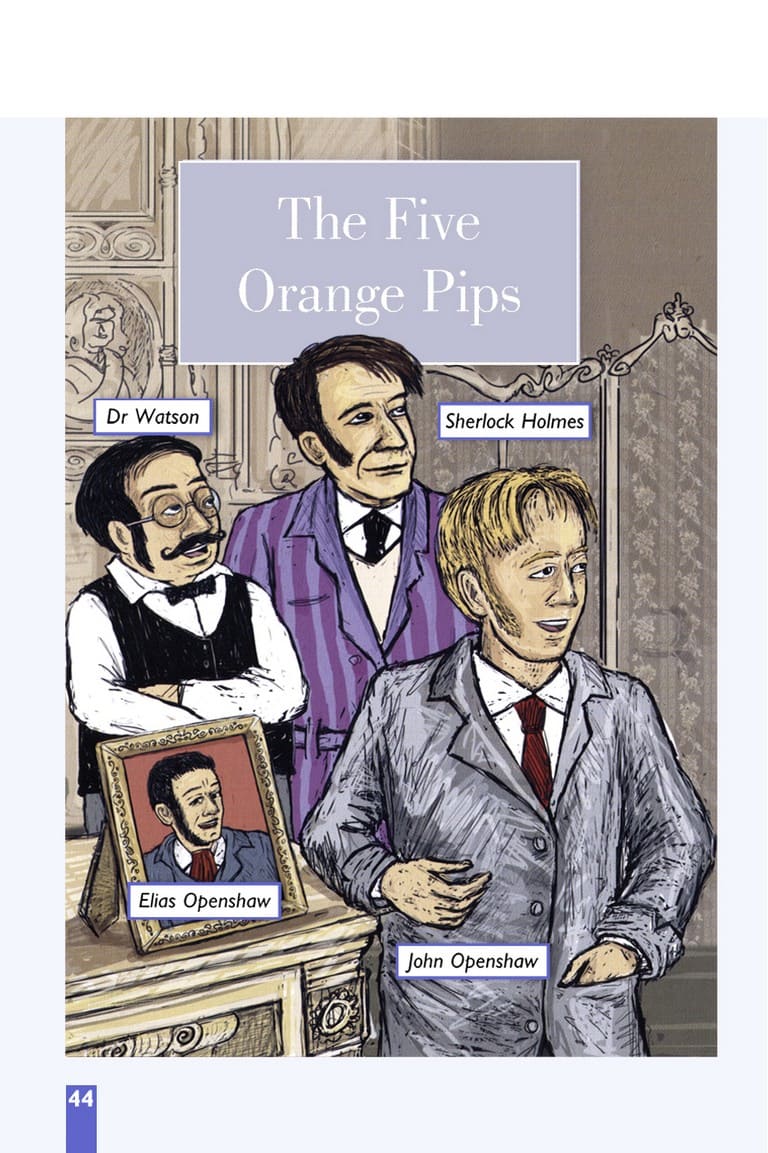 The Five
Orange Pips
Dr Watson
Sherlock Holmes
Elias Openshaw
John Openshaw
44